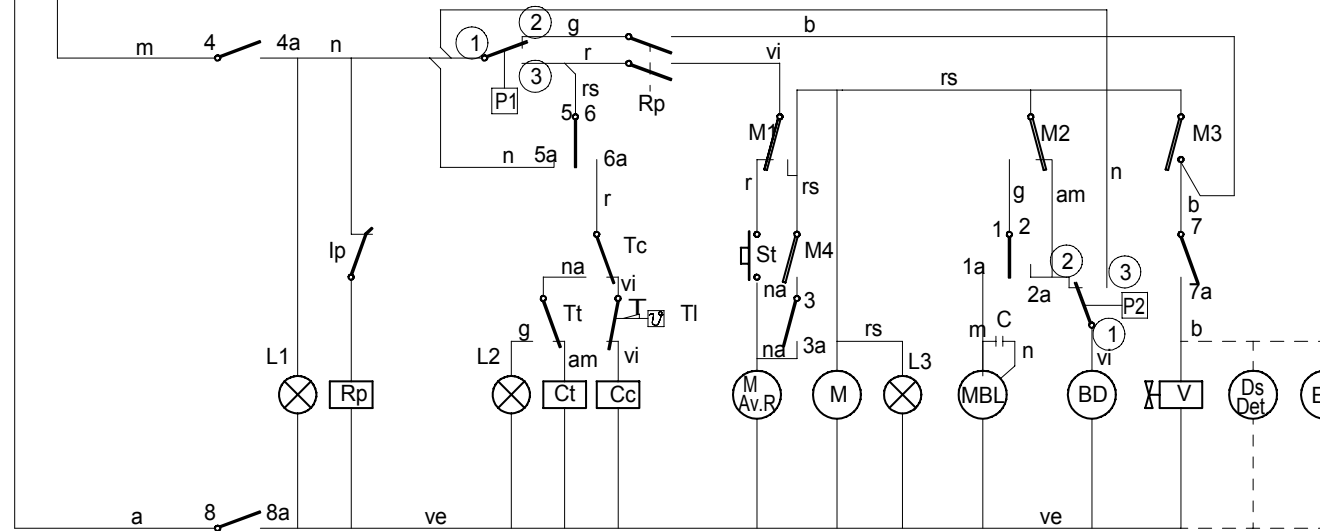 2 g b
m 4 4a n 1 r vi
3
P1 rs Rp rs
5 6 M1 M2 M3
n 5a 6a
r rs g am n
r b
1 2 7
Ip Tc St M4
na 1a 2 3
vi na 3 2a 7a
Tt T Tl P2
m C 1
g rs b
na 3a n
L1 L2 am vi L3 vi
Rp Ct Cc M Av.R M MBL BD V Ds Det
a 8 8a ve ve